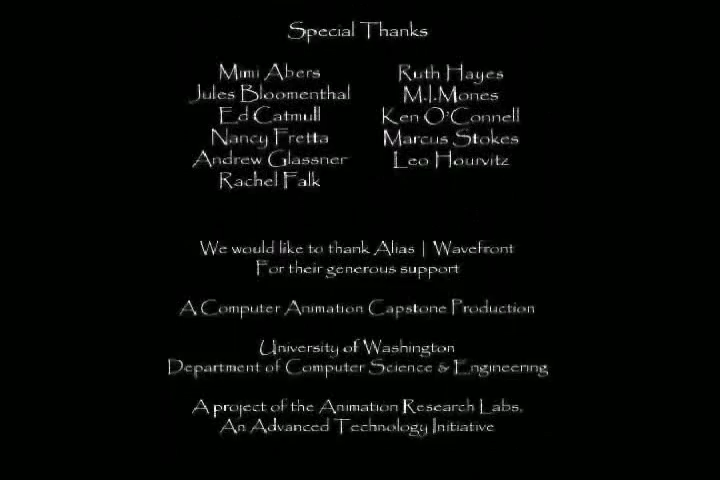 Special Thanks
Mimi Abers
Jules Bloomenthal
Ed Catmull
Nancy Fretta
Andrew Glassner
Rachel Falk
Ruth Hayes
M.J.Mones
Ken O'Connell
Marcus Stokes
Leo Hourvitz
We would like to thank Alias | Wavefront
For their generous support
A Computer Animation Capstone Production
University of Washington
Department of Computer Science & Engineering
A project of the Animation Research Labs,
An Advanced Technology Initiative